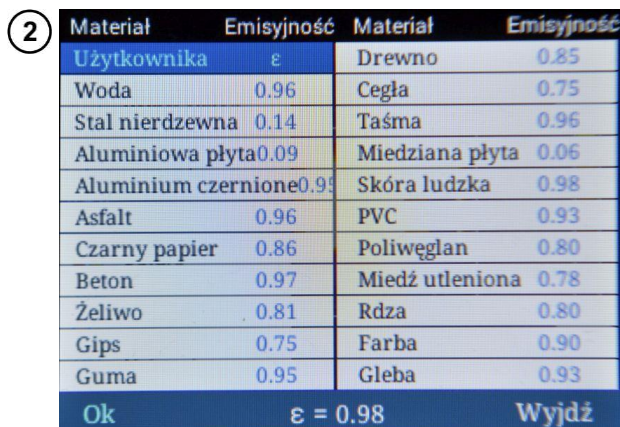 2
Materiał Emisyjność Materiał Emisyjność
Użytkownika ε Drewno 0.85
Woda 0.96 Cegła 0.75
Stal nierdzewna 0.14 Taśma 0.96
Aluminiowa płyta 0.09 Miedziana płyta 0.06
Aluminium czernione 0.95 Skóra ludzka 0.98
Asfalt 0.96 PVC 0.93
Czarny papier 0.86 Poliwęglan 0.80
Beton 0.97 Miedź utleniona 0.78
Żeliwo 0.81 Rdza 0.80
Gips 0.75 Farba 0.90
Guma 0.95 Gleba 0.93
Ok ε = 0.98 Wyjdź